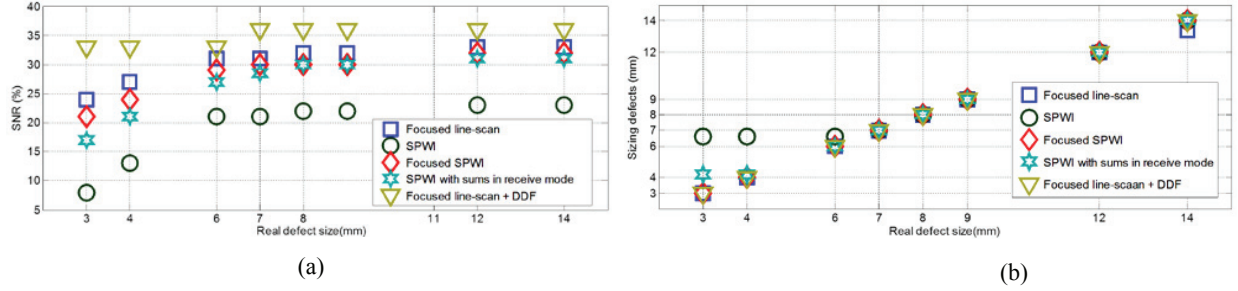 (a)
40
35
30
25
20
15
10
5
SNR (%)
3 4 6 7 8 11 12 14
Real defect size(mm)
Focused line-scan
SPWI
Focused SPWI
SPWI with sums in receive mode
Focused line-scan + DDF
(a)
(b)
14
12
9
8
7
6
4
3
Sizing defects (mm)
3 4 6 7 8 9 12 14
Real defect size(mm)
Focused line-scan
SPWI
Focused SPWI
SPWI with sums in receive mode
Focused line-scaan + DDF
(b)